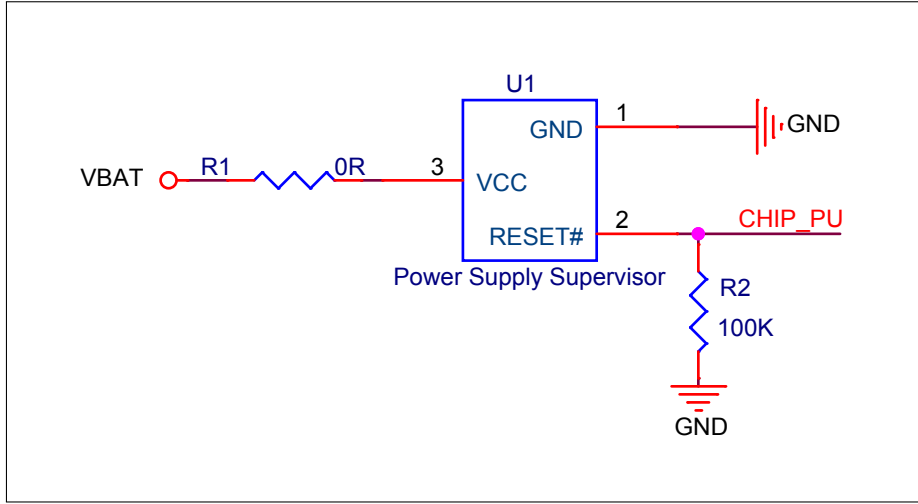 U1
1
GND
GND
VBAT
R1
0R
3
VCC
2
CHIP_PU
RESET#
Power Supply Supervisor
R2
100K
GND